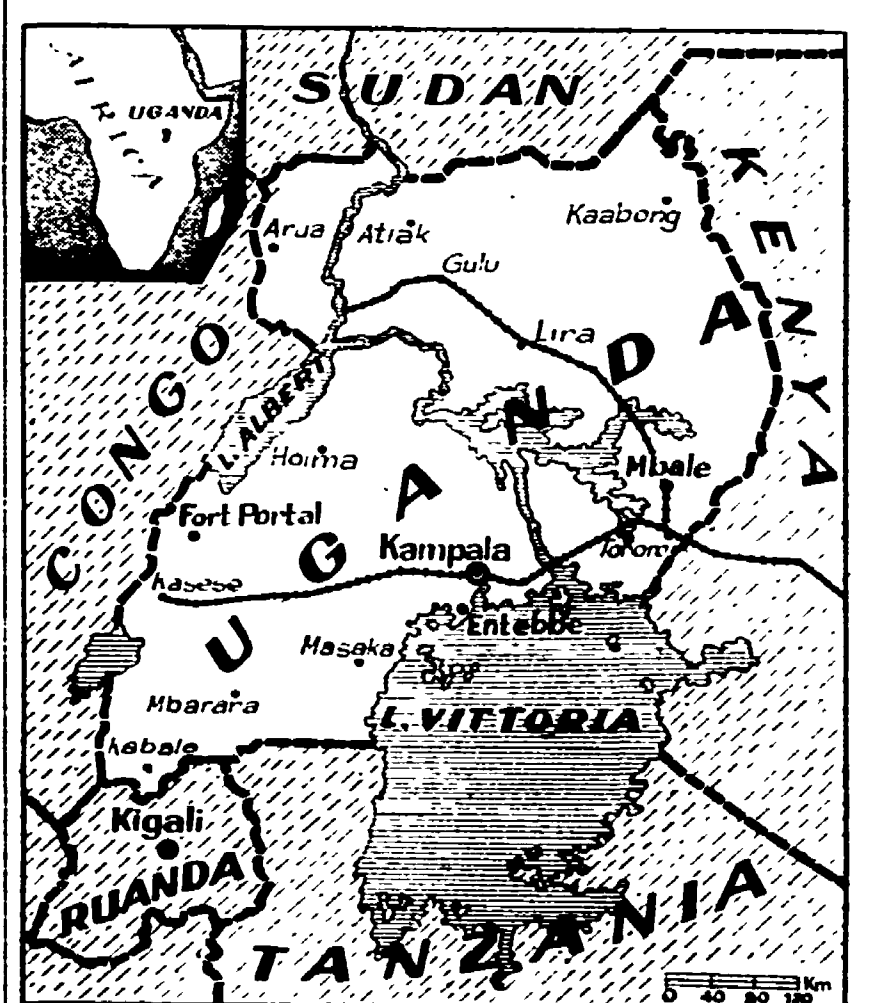 AFRICA
UGANDA
SUDAN
KENYA
Kaabong
Arua
Atiak
Gulu
Lira
CONGO
L. ALBERT
UGANDA
Hoima
Mbale
Fort Portal
Kampala
Tororo
Kasese
Entebbe
Masaka
Mbarara
L. VITTORIA
Kabale
Kigali
RUANDA
TANZANIA
0 40 80 120 Km